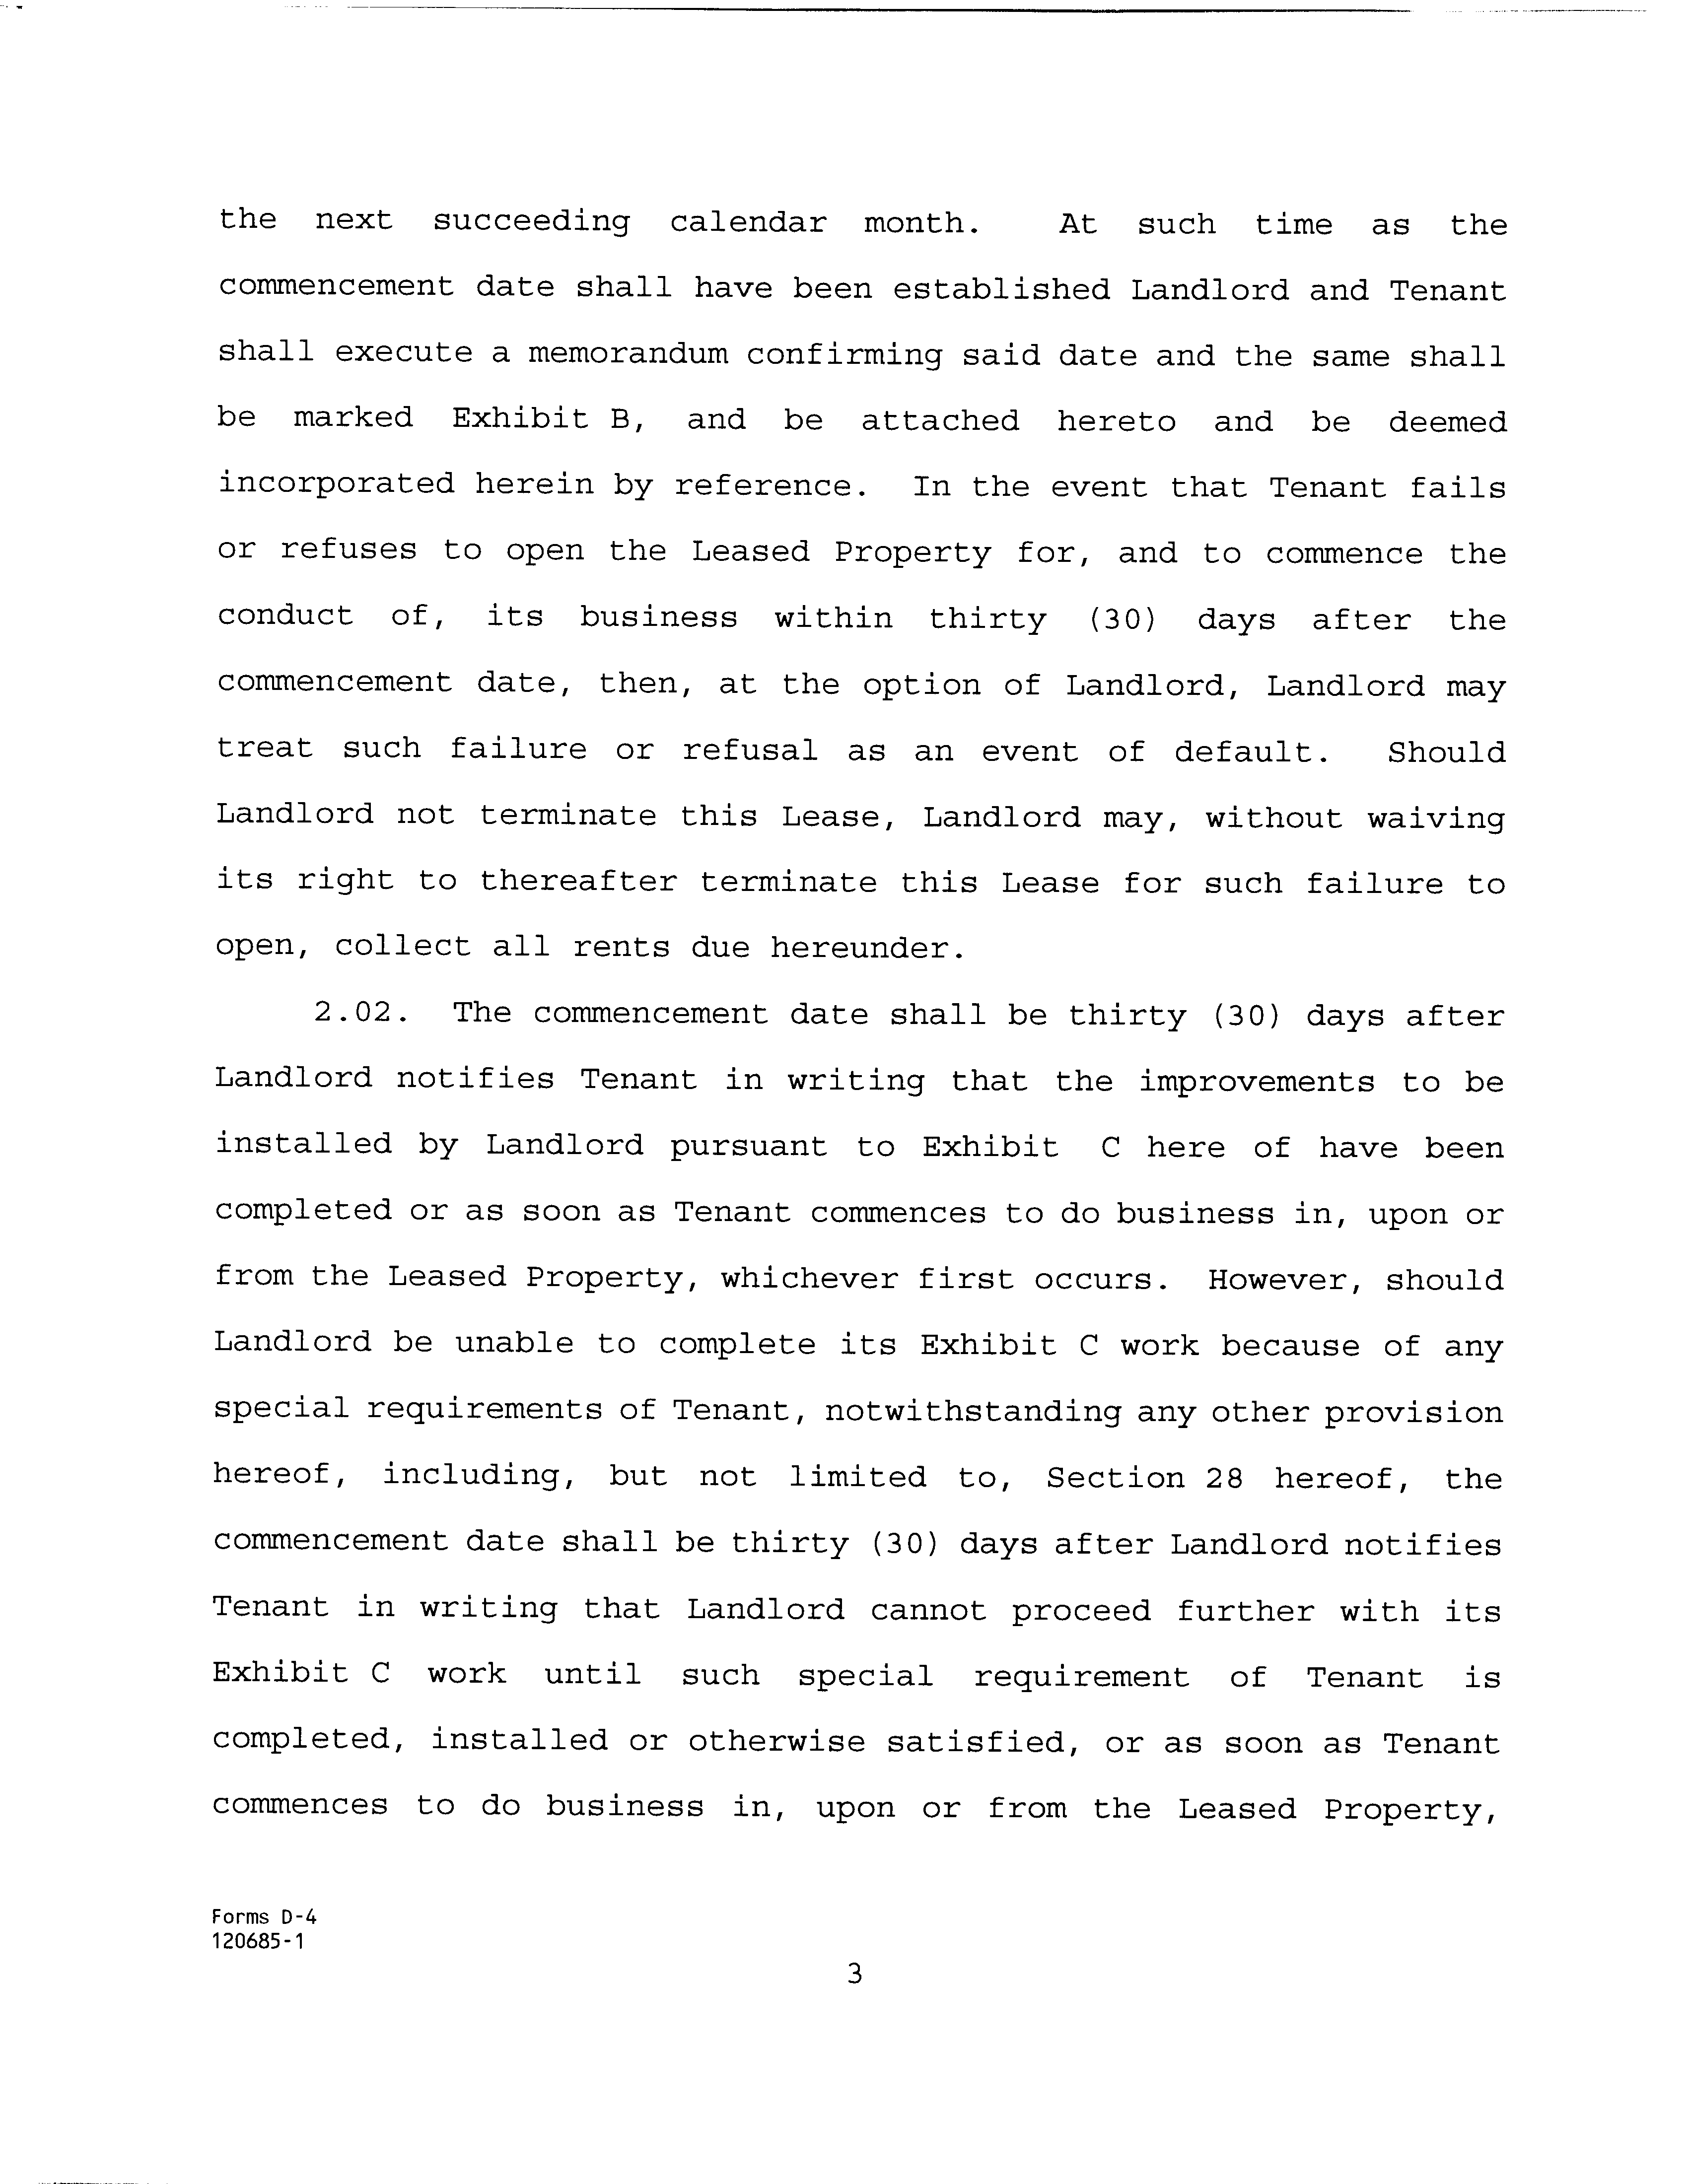 the next succeeding calendar month. At such time as the
commencement date shall have been established Landlord and Tenant
shall execute a memorandum confirming said date and the same shall
be marked Exhibit B, and be attached hereto and be deemed
incorporated herein by reference. In the event that Tenant fails
or refuses to open the Leased Property for, and to commence the
conduct of, its business within thirty (30) days after the
commencement date, then, at the option of Landlord, Landlord may
treat such failure or refusal as an event of default. Should
Landlord not terminate this Lease, Landlord may, without waiving
its right to thereafter terminate this Lease for such failure to
open, collect all rents due hereunder.
2.02. The commencement date shall be thirty (30) days after
Landlord notifies Tenant in writing that the improvements to be
installed by Landlord pursuant to Exhibit C here of have been
completed or as soon as Tenant commences to do business in, upon or
from the Leased Property, whichever first occurs. However, should
Landlord be unable to complete its Exhibit C work because of any
special requirements of Tenant, notwithstanding any other provision
hereof, including, but not limited to, Section 28 hereof, the
commencement date shall be thirty (30) days after Landlord notifies
Tenant in writing that Landlord cannot proceed further with its
Exhibit C work until such special requirement of Tenant is
completed, installed or otherwise satisfied, or as soon as Tenant
commences to do business in, upon or from the Leased Property,
Forms D-4
120685-1
3